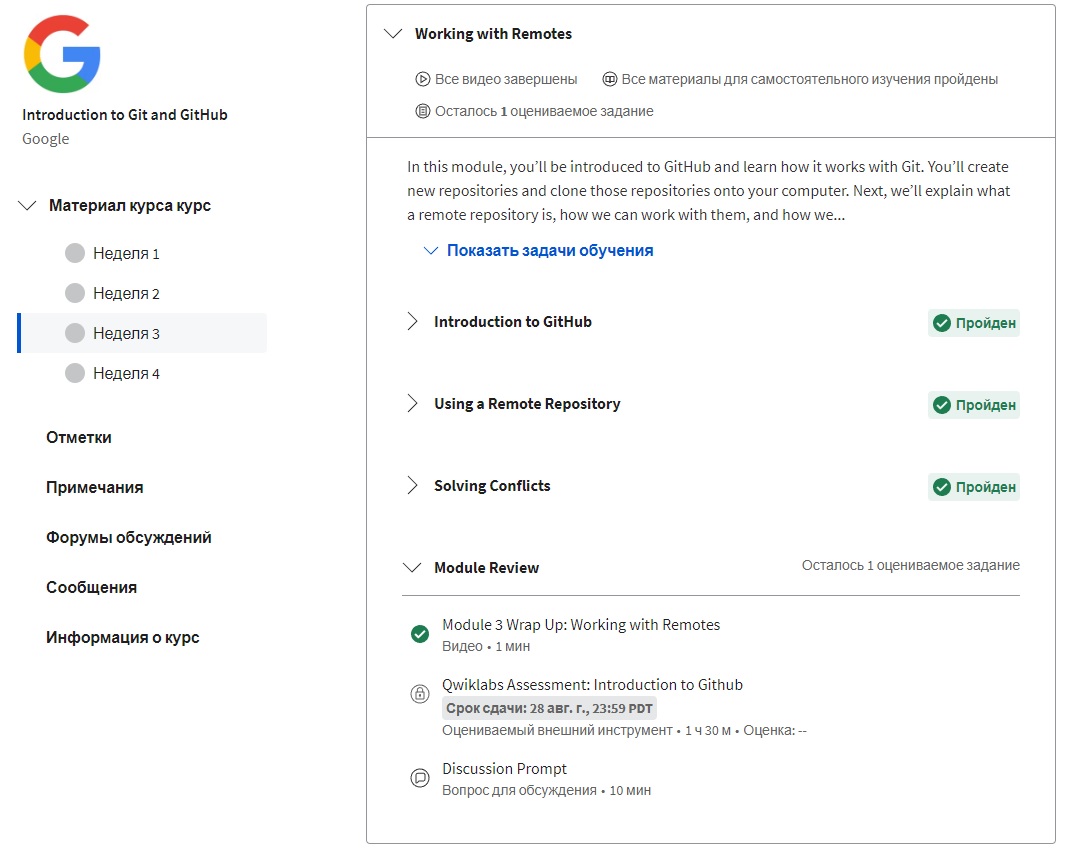 Introduction to Git and GitHub
Google
Материал курса курс
Неделя 1
Неделя 2
Неделя 3
Неделя 4
Отметки
Примечания
Форумы обсуждений
Сообщения
Информация о курс
Working with Remotes
Все видео завершены Все материалы для самостоятельного изучения пройдены
Осталось 1 оцениваемое задание
In this module, you’ll be introduced to GitHub and learn how it works with Git. You’ll create
new repositories and clone those repositories onto your computer. Next, we’ll explain what
a remote repository is, how we can work with them, and how we...
Показать задачи обучения
Introduction to GitHub Пройден
Using a Remote Repository Пройден
Solving Conflicts Пройден
Module Review Осталось 1 оцениваемое задание
Module 3 Wrap Up: Working with Remotes
Видео • 1 мин
Qwiklabs Assessment: Introduction to Github
Срок сдачи: 28 авг. г., 23:59 PDT
Оцениваемый внешний инструмент • 1 ч 30 м • Оценка: --
Discussion Prompt
Вопрос для обсуждения • 10 мин